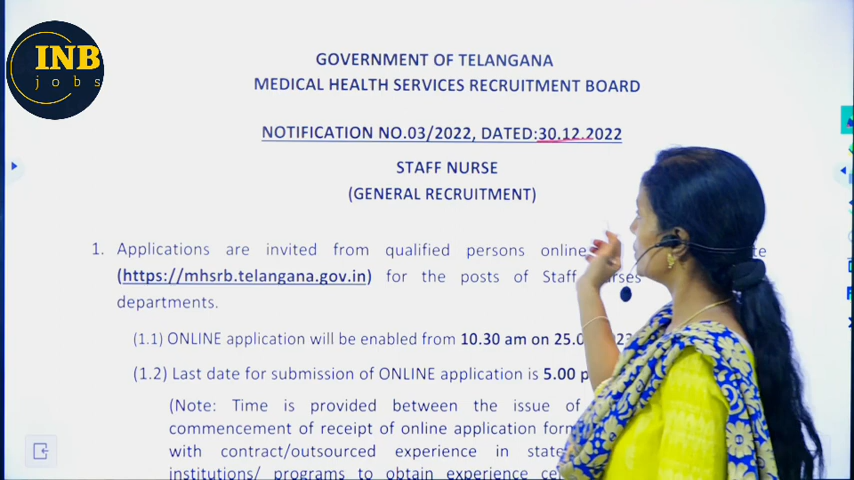 INB
jobs
GOVERNMENT OF TELANGANA
MEDICAL HEALTH SERVICES RECRUITMENT BOARD
NOTIFICATION NO.03/2022, DATED:30.12.2022
STAFF NURSE
(GENERAL RECRUITMENT)
1. Applications are invited from qualified persons online
(https://mhsrb.telangana.gov.in) for the posts of Staff
departments.
(1.1) ONLINE application will be enabled from 10.30 am on
(1.2) Last date for submission of ONLINE application is 5.00
(Note: Time is provided between the issue of
commencement of receipt of online application
with contract/outsourced experience in
institutions/ programs to obtain experience